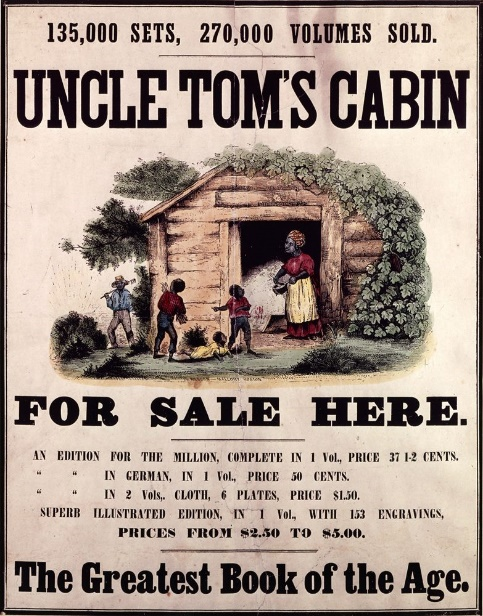 135,000 SETS, 270,000 VOLUMES SOLD.
UNCLE TOM'S CABIN
FOR SALE HERE.
AN EDITION FOR THE MILLION, COMPLETE IN 1 Vol., PRICE 37 1-2 CENTS.
" " IN GERMAN, IN 1 Vol., PRICE 50 CENTS.
" " IN 2 Vols,. CLOTH, 6 PLATES, PRICE $1.50.
SUPERB ILLUSTRATED EDITION, IN 1 Vol., WITH 153 ENGRAVINGS,
PRICES FROM $2.50 TO $5.00.
The Greatest Book of the Age.